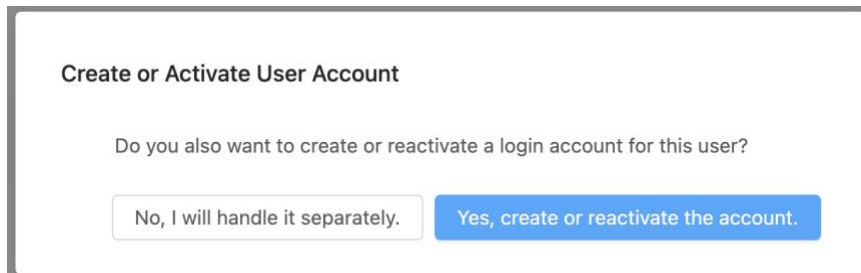 Create or Activate User Account
Do you also want to create or reactivate a login account for this user?
No, I will handle it separately.
Yes, create or reactivate the account.